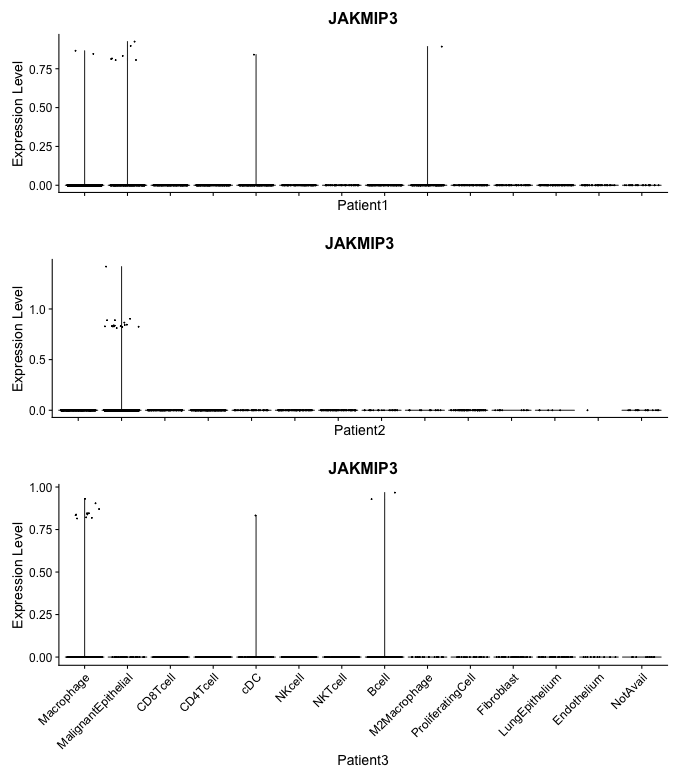 JAKMIP3
Expression Level
0.75
0.50
0.25
0.00
Patient1
JAKMIP3
Expression Level
1.0
0.5
0.0
Patient2
JAKMIP3
Expression Level
1.00
0.75
0.50
0.25
0.00
Macrophage
MalignantEpithelial
CD8Tcell
CD4Tcell
cDC
NKcell
NKTcell
Bcell
M2Macrophage
ProliferatingCell
Fibroblast
LungEpithelium
Endothelium
NotAvail
Patient3